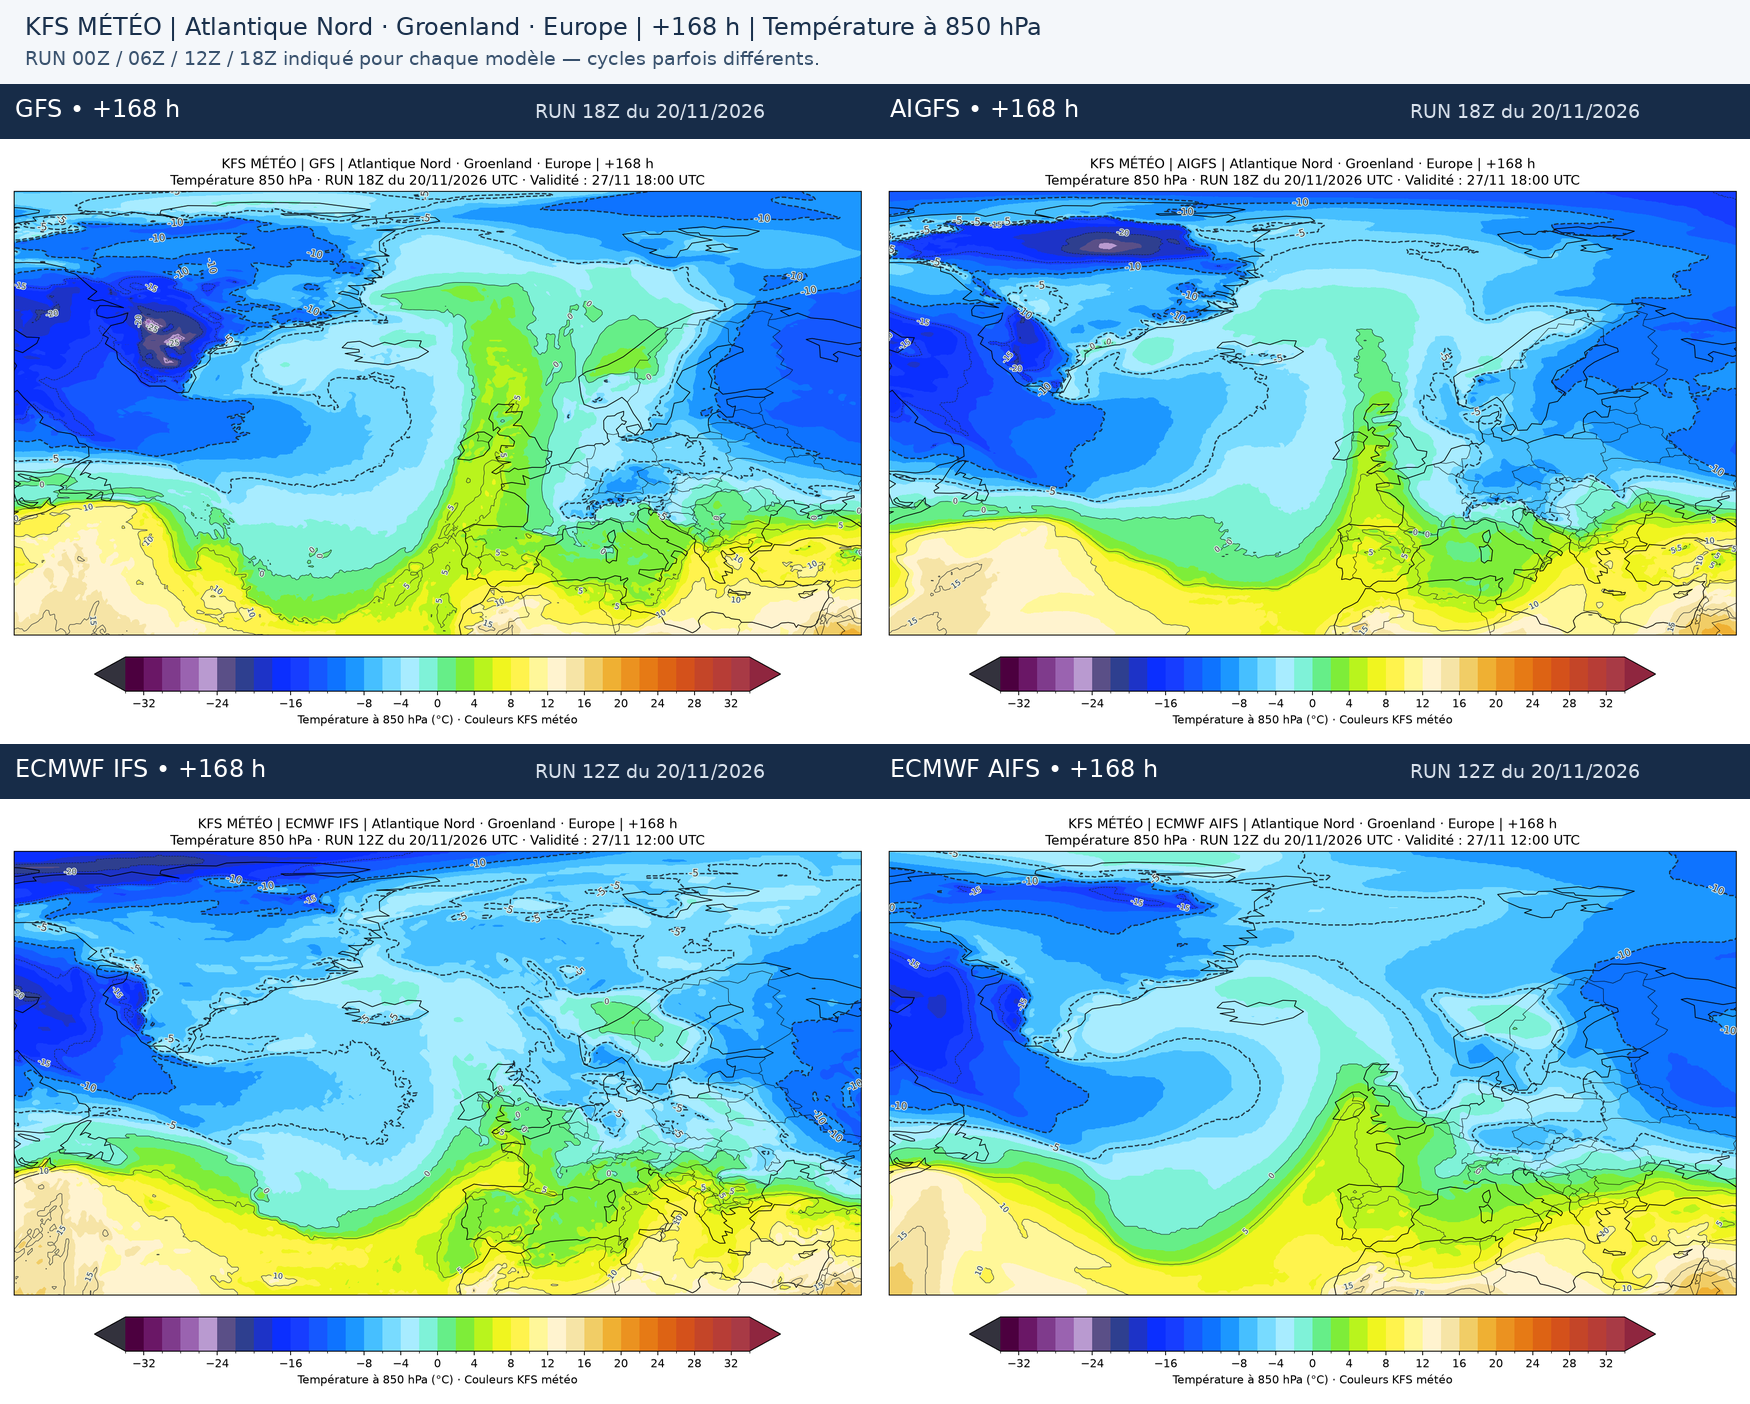 KFS MÉTÉO | Atlantique Nord · Groenland · Europe | +168 h | Température à 850 hPa
RUN 00Z / 06Z / 12Z / 18Z indiqué pour chaque modèle — cycles parfois différents.
GFS • +168 h
RUN 18Z du 20/11/2026
AIGFS • +168 h
RUN 18Z du 20/11/2026
KFS MÉTÉO | GFS | Atlantique Nord · Groenland · Europe | +168 h
Température 850 hPa · RUN 18Z du 20/11/2026 UTC · Validité : 27/11 18:00 UTC
KFS MÉTÉO | AIGFS | Atlantique Nord · Groenland · Europe | +168 h
Température 850 hPa · RUN 18Z du 20/11/2026 UTC · Validité : 27/11 18:00 UTC
−32 −24 −16 −8 −4 0 4 8 12 16 20 24 28 32
Température à 850 hPa (°C) · Couleurs KFS météo
−32 −24 −16 −8 −4 0 4 8 12 16 20 24 28 32
Température à 850 hPa (°C) · Couleurs KFS météo
ECMWF IFS • +168 h
RUN 12Z du 20/11/2026
ECMWF AIFS • +168 h
RUN 12Z du 20/11/2026
KFS MÉTÉO | ECMWF IFS | Atlantique Nord · Groenland · Europe | +168 h
Température 850 hPa · RUN 12Z du 20/11/2026 UTC · Validité : 27/11 12:00 UTC
KFS MÉTÉO | ECMWF AIFS | Atlantique Nord · Groenland · Europe | +168 h
Température 850 hPa · RUN 12Z du 20/11/2026 UTC · Validité : 27/11 12:00 UTC
−32 −24 −16 −8 −4 0 4 8 12 16 20 24 28 32
Température à 850 hPa (°C) · Couleurs KFS météo
−32 −24 −16 −8 −4 0 4 8 12 16 20 24 28 32
Température à 850 hPa (°C) · Couleurs KFS météo